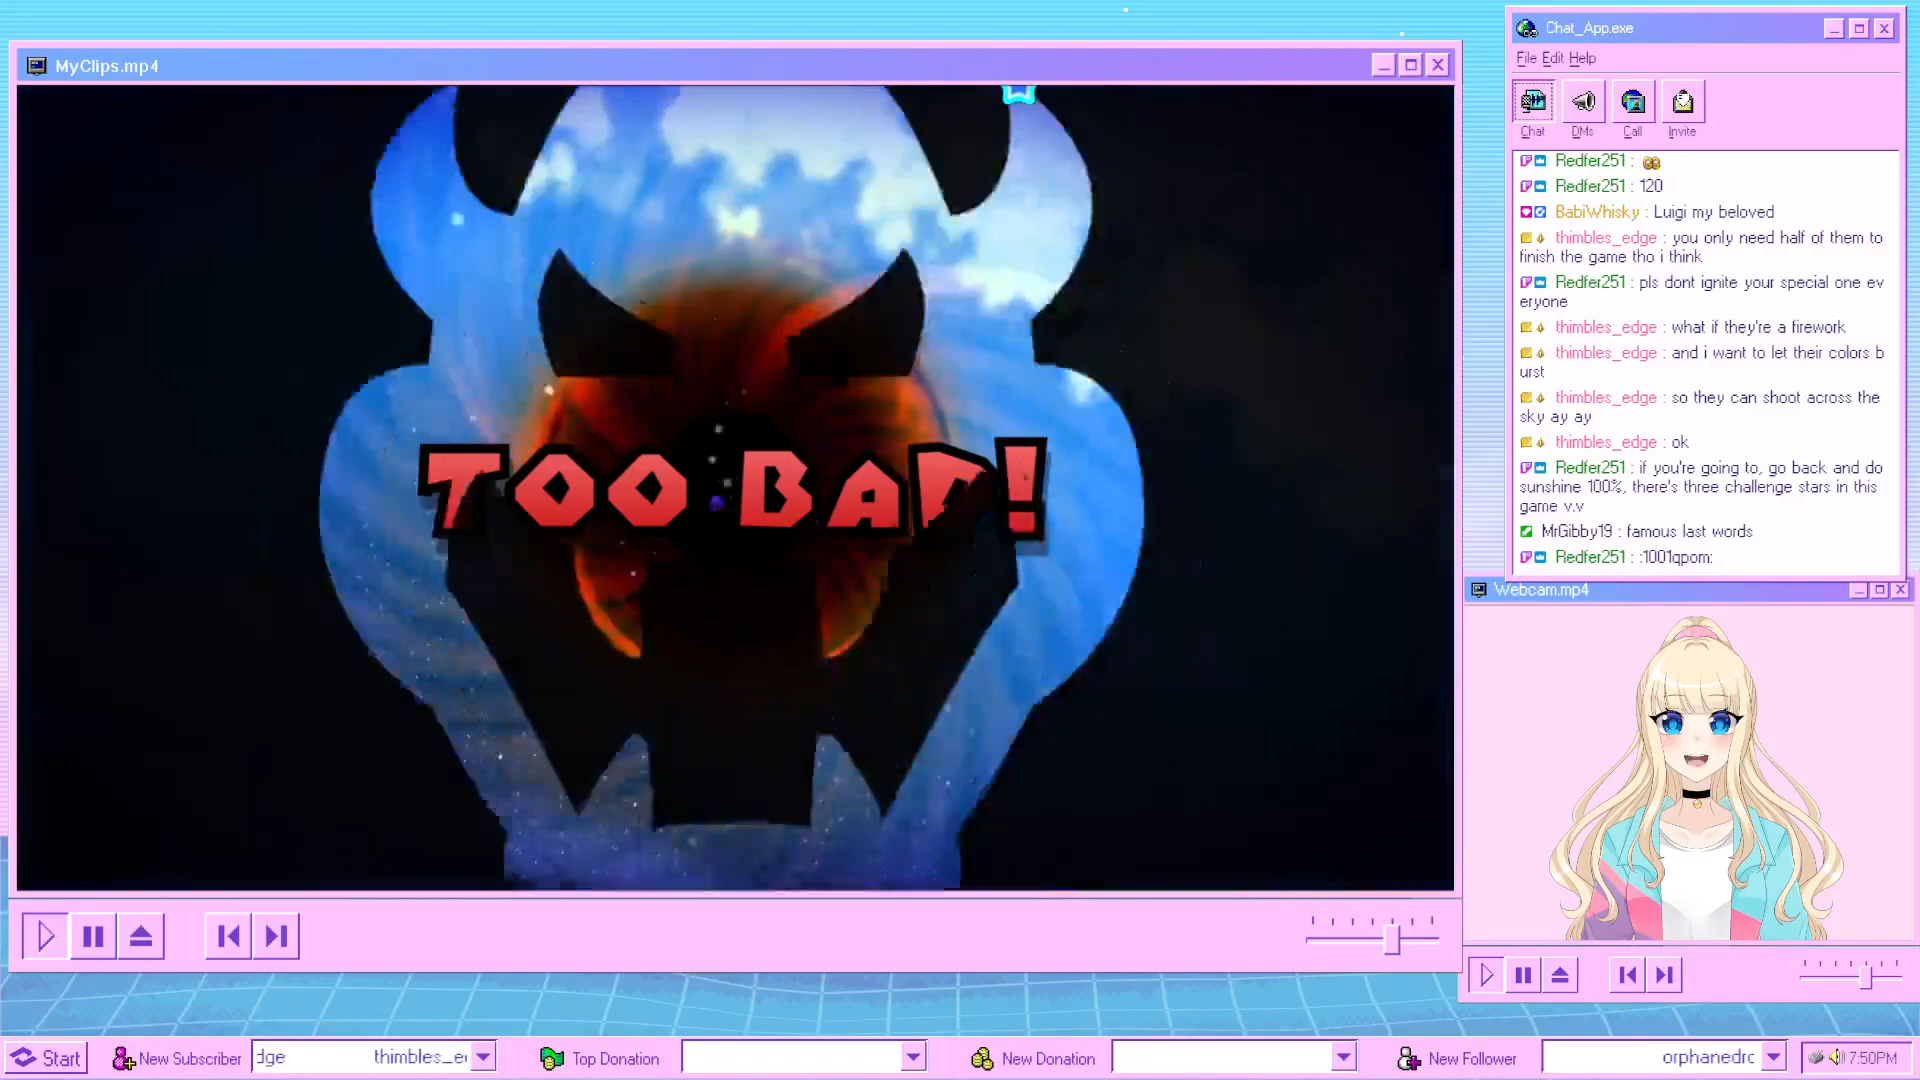 MyClips.mp4
TOO BAD!
Chat_App.exe
File Edit Help
Chat DMs Call Invite
Redfer251 :
Redfer251 : 120
BabiWhisky : Luigi my beloved
thimbles_edge : you only need half of them to
finish the game tho i think
Redfer251 : pls dont ignite your special one ev
eryone
thimbles_edge : what if they're a firework
thimbles_edge : and i want to let their colors b
urst
thimbles_edge : so they can shoot across the
sky ay ay
thimbles_edge : ok
Redfer251 : if you're going to, go back and do
sunshine 100%, there's three challenge stars in this
game v.v
MrGibby19 : famous last words
Redfer251 : :1001qpom:
Webcam.mp4
Start
New Subscriber
dge thimbles_e
Top Donation
New Donation
New Follower
orphanedrc
7:50PM